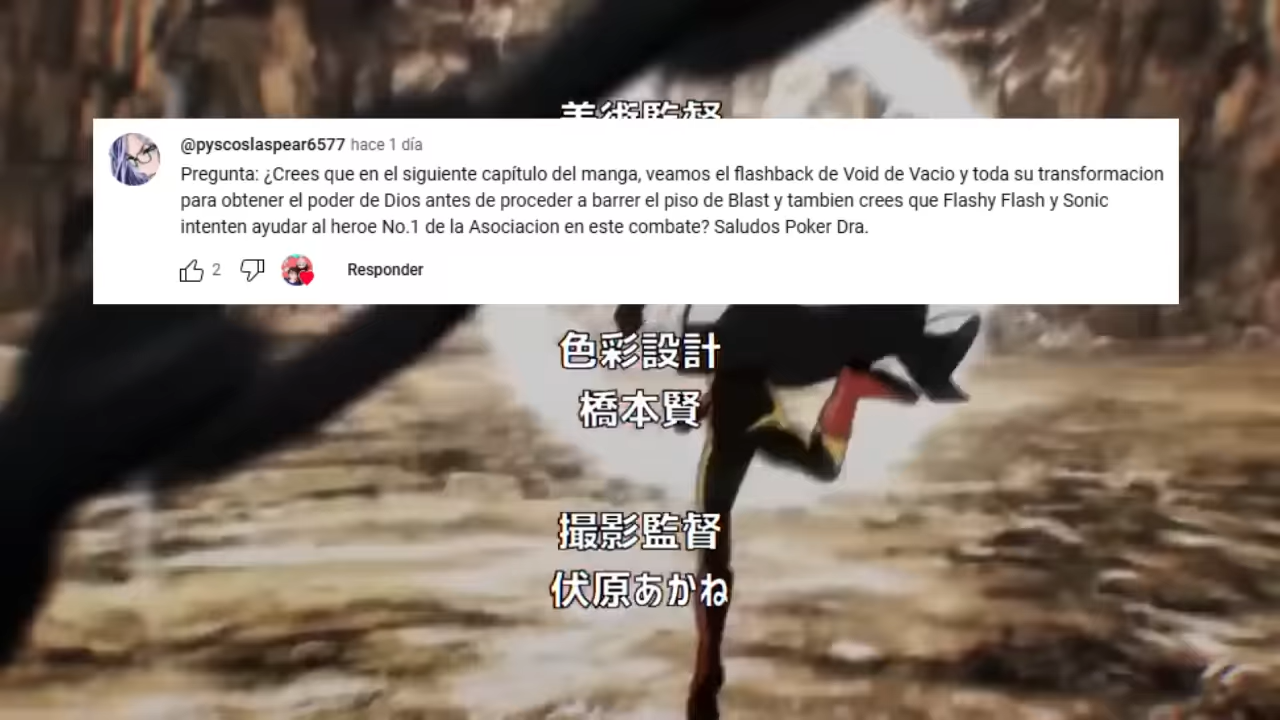 美術監督
@pyscoslaspear6577 hace 1 día
Pregunta: ¿Crees que en el siguiente capítulo del manga, veamos el flashback de Void de Vacio y toda su transformacion
para obtener el poder de Dios antes de proceder a barrer el piso de Blast y tambien crees que Flashy Flash y Sonic
intenten ayudar al heroe No.1 de la Asociacion en este combate? Saludos Poker Dra.
2 Responder
色彩設計
橋本賢
撮影監督
伏原あかね